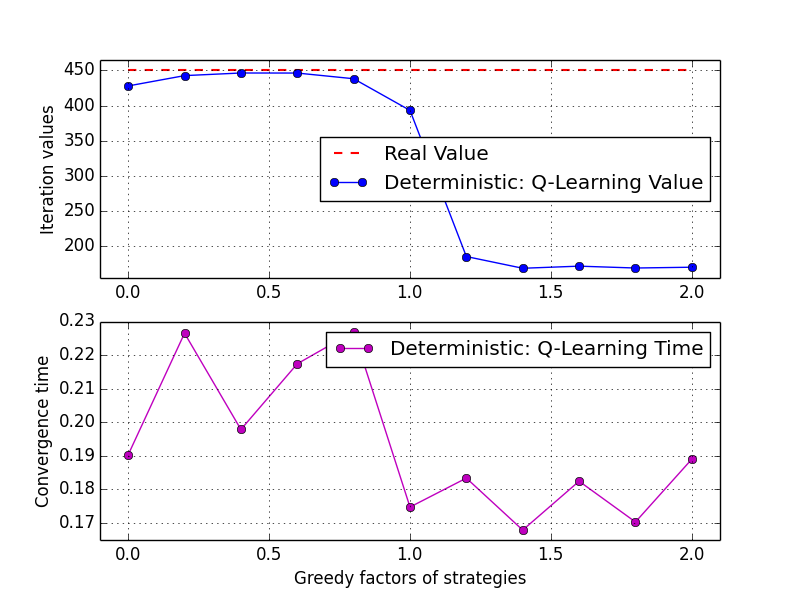 450
400
350
300
250
200
Iteration values
Real Value
Deterministic: Q-Learning Value
0.0 0.5 1.0 1.5 2.0
0.23
0.22
0.21
0.20
0.19
0.18
0.17
Convergence time
Deterministic: Q-Learning Time
0.0 0.5 1.0 1.5 2.0
Greedy factors of strategies